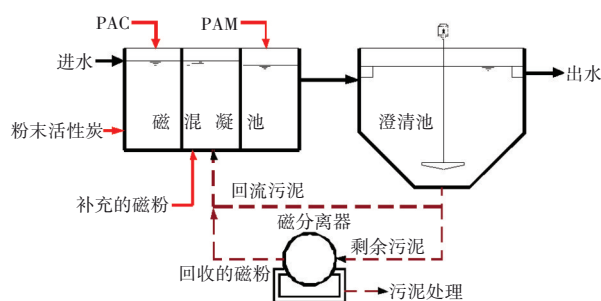 PAC
PAM
进水
出水
磁混凝池
澄清池
粉末活性炭
回流污泥
补充的磁粉
磁分离器
剩余污泥
回收的磁粉
污泥处理